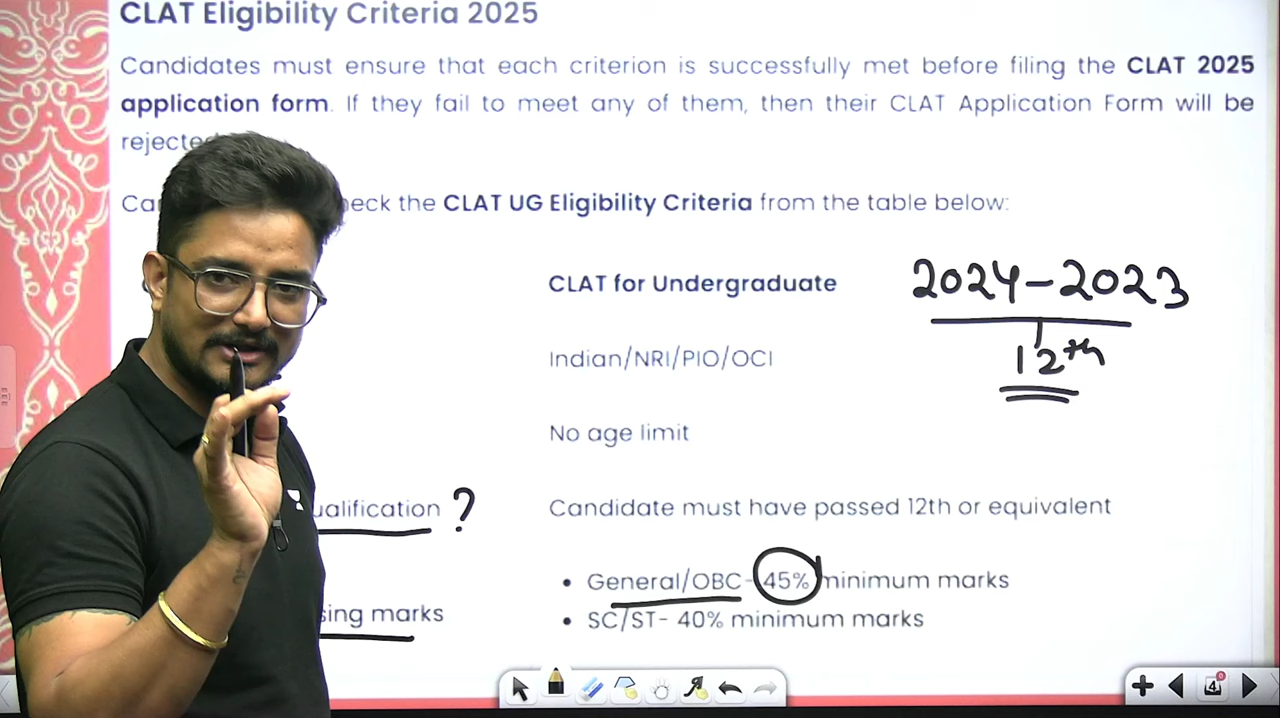 CLAT Eligibility Criteria 2025
Candidates must ensure that each criterion is successfully met before filing the CLAT 2025
application form. If they fail to meet any of them, then their CLAT Application Form will be
rejected
eck the CLAT UG Eligibility Criteria from the table below:
CLAT for Undergraduate
2024-2023
12th
Indian/NRI/PIO/OCI
No age limit
ualification ?
Candidate must have passed 12th or equivalent
• General/OBC- 45% minimum marks
sing marks
• SC/ST- 40% minimum marks
4